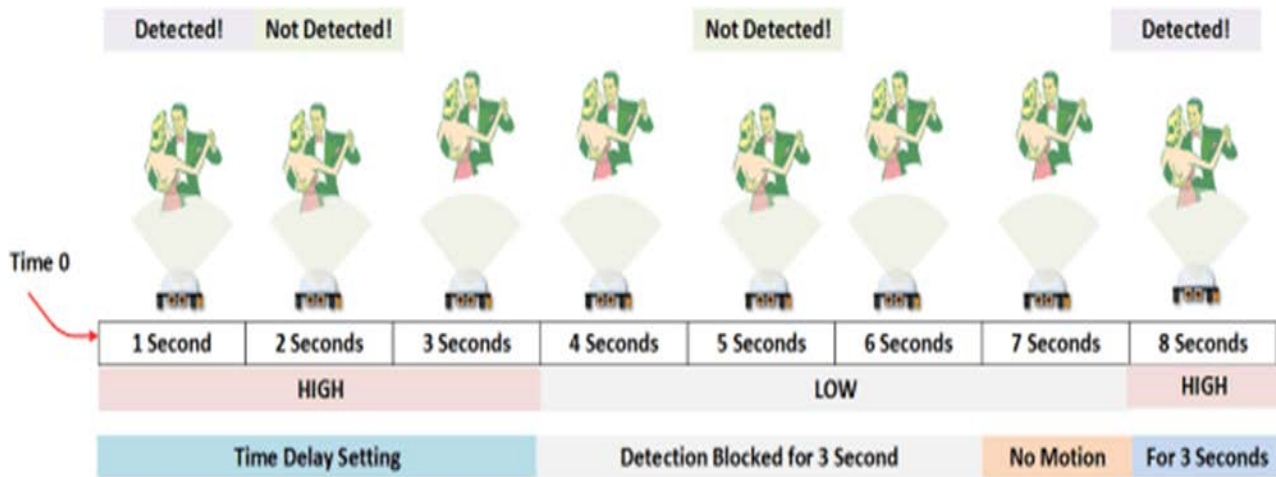 Detected!
Not Detected!
Not Detected!
Detected!
Time 0
1 Second
2 Seconds
3 Seconds
4 Seconds
5 Seconds
6 Seconds
7 Seconds
8 Seconds
HIGH
LOW
HIGH
Time Delay Setting
Detection Blocked for 3 Second
No Motion
For 3 Seconds